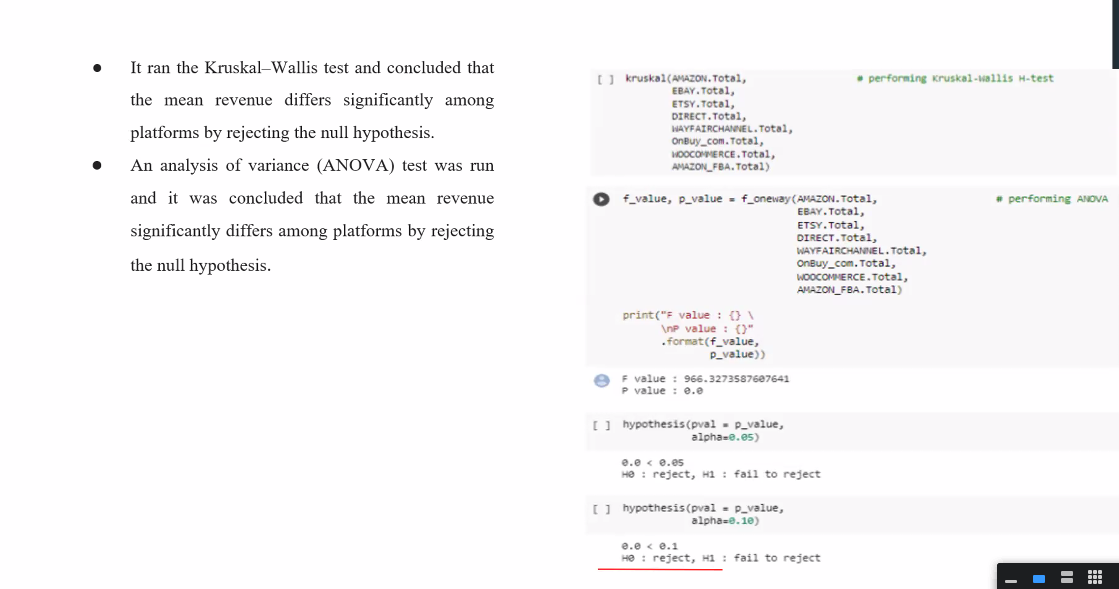 ● It ran the Kruskal–Wallis test and concluded that
the mean revenue differs significantly among
platforms by rejecting the null hypothesis.
● An analysis of variance (ANOVA) test was run
and it was concluded that the mean revenue
significantly differs among platforms by rejecting
the null hypothesis.
[ ] kruskal(AMAZON.Total, # performing Kruskal-Wallis H-test
EBAY.Total,
ETSY.Total,
DIRECT.Total,
WAYFAIRCHANNEL.Total,
OnBuy_com.Total,
WOOCOMMERCE.Total,
AMAZON_FBA.Total)
f_value, p_value = f_oneway(AMAZON.Total, # performing ANOVA
EBAY.Total,
ETSY.Total,
DIRECT.Total,
WAYFAIRCHANNEL.Total,
OnBuy_com.Total,
WOOCOMMERCE.Total,
AMAZON_FBA.Total)
print("F value : {} \
\nP value : {}"
.format(f_value,
p_value))
F value : 966.3273587607641
P value : 0.0
[ ] hypothesis(pval = p_value,
alpha=0.05)
0.0 < 0.05
H0 : reject, H1 : fail to reject
[ ] hypothesis(pval = p_value,
alpha=0.10)
0.0 < 0.1
H0 : reject, H1 : fail to reject